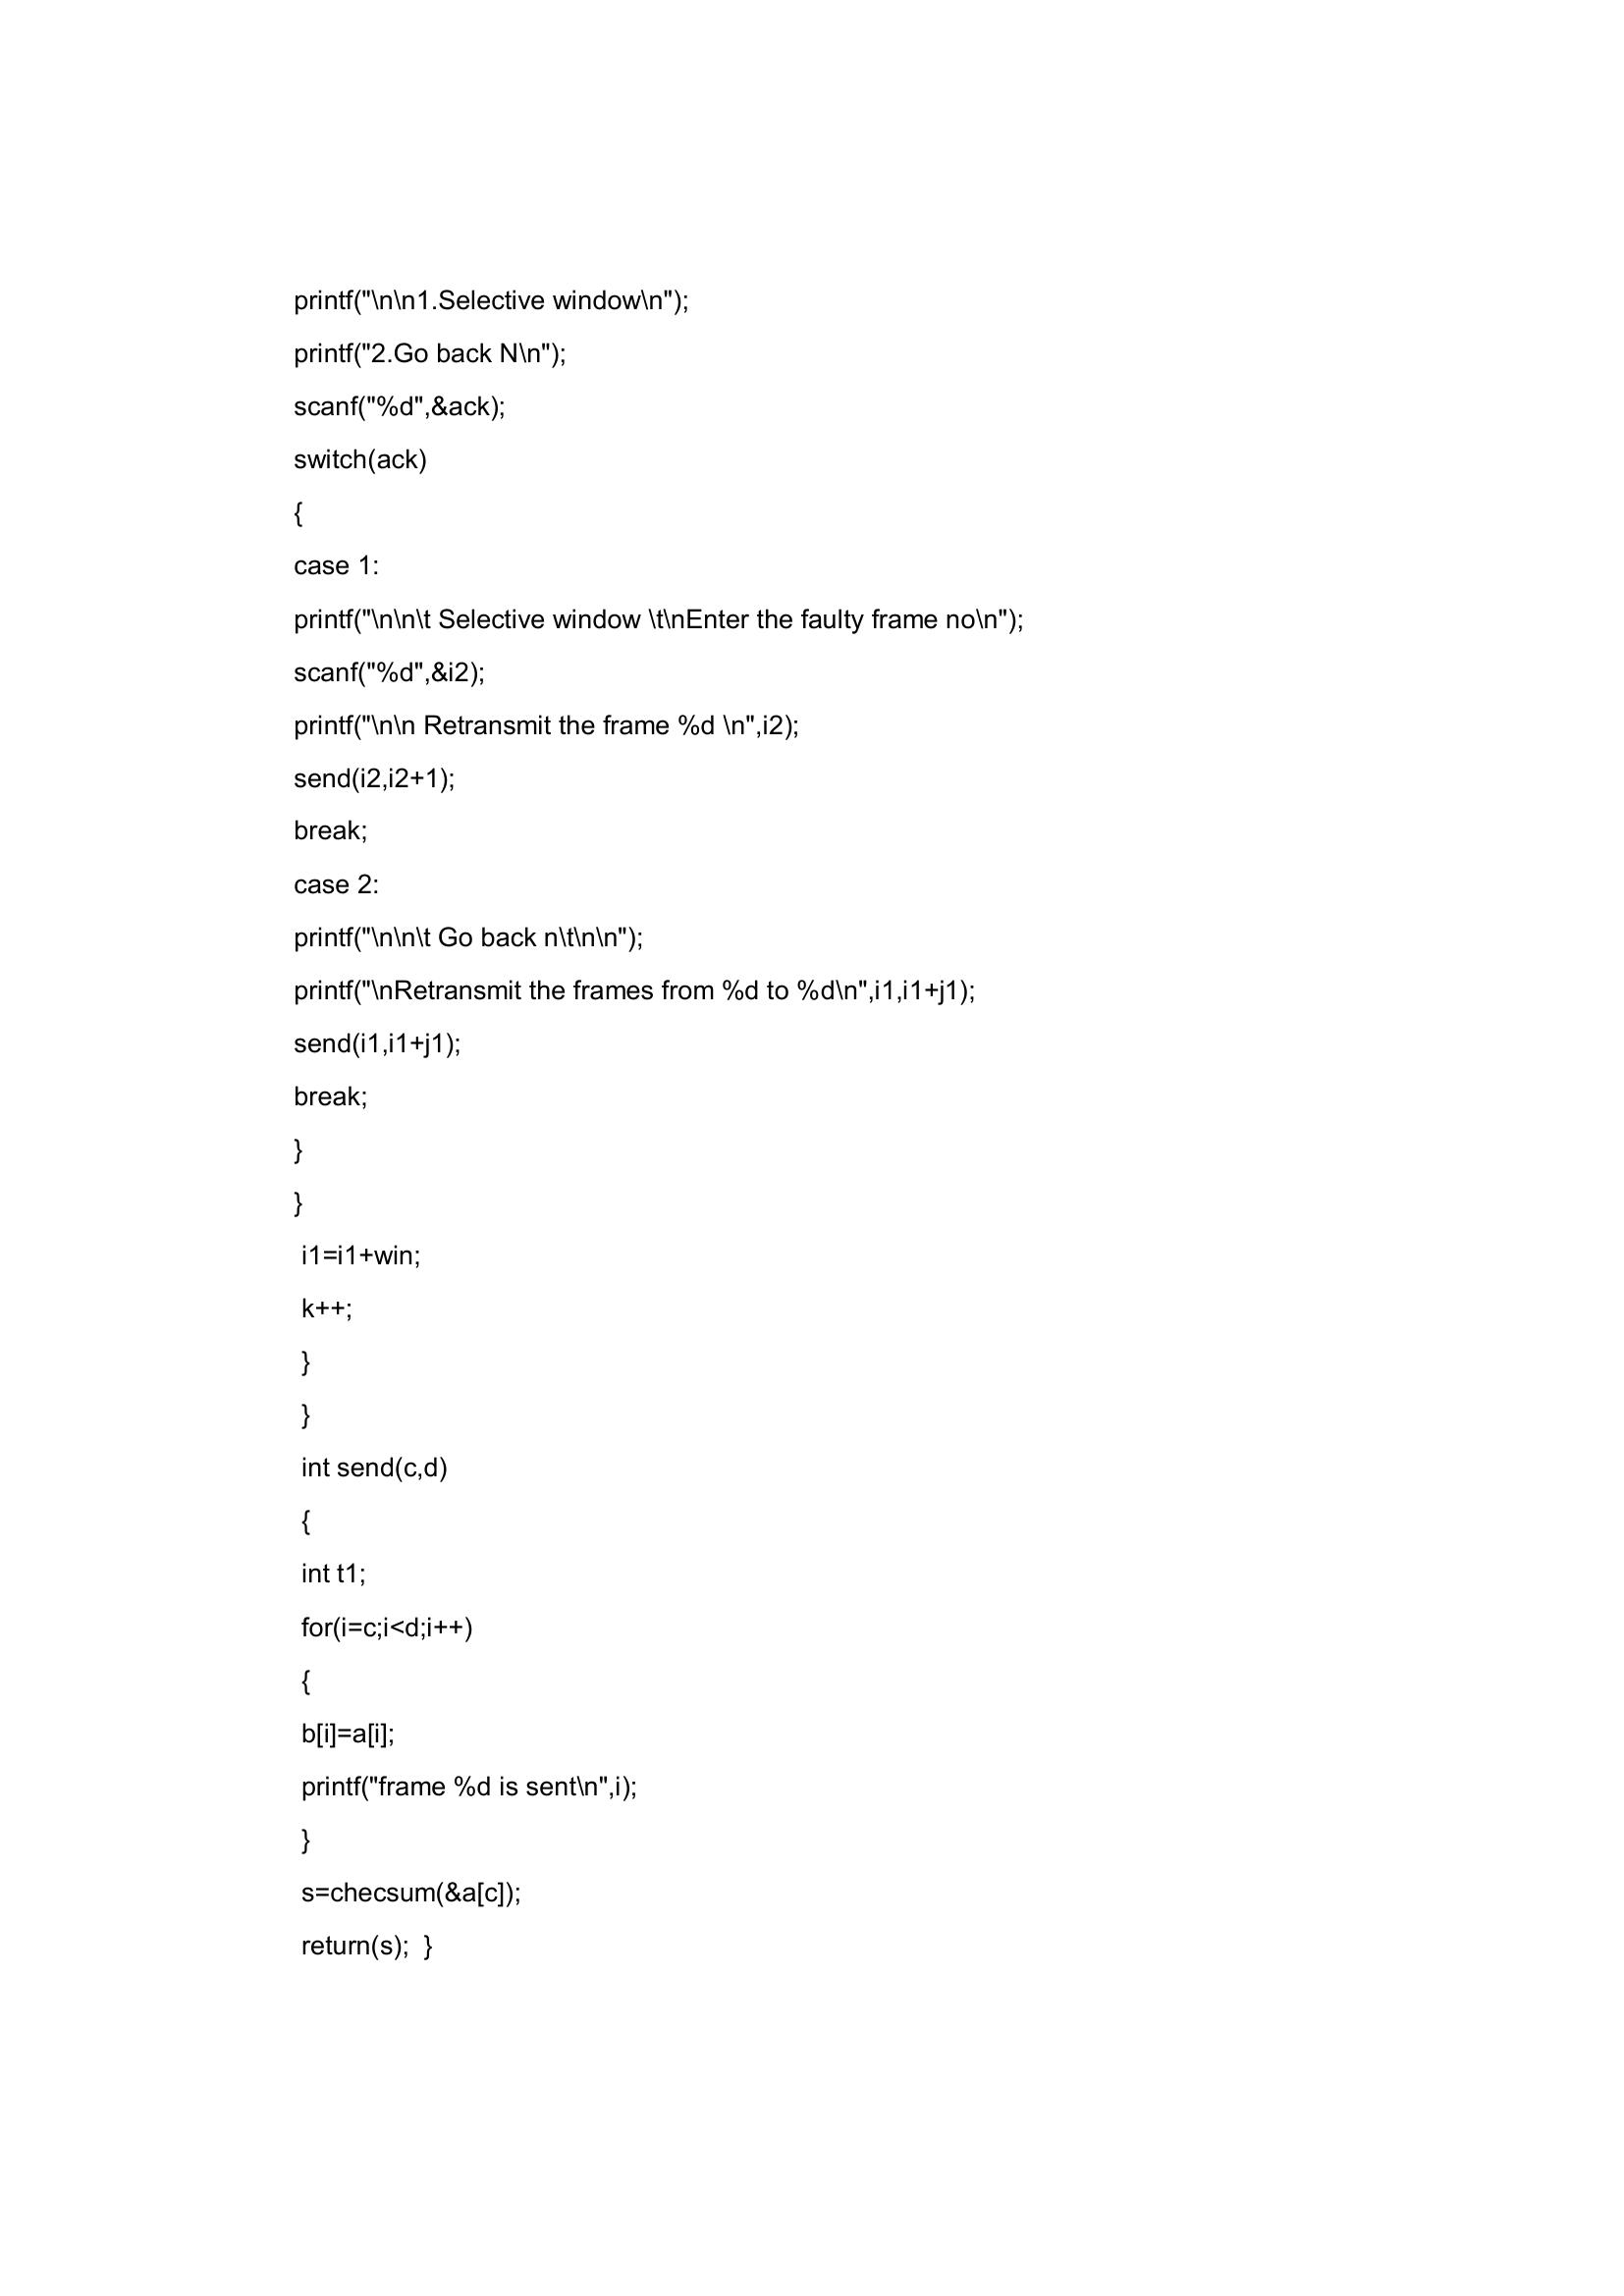 printf("\n\n1.Selective window\n");
printf("2.Go back N\n");
scanf("%d",&ack);
switch(ack)
{
case 1:
printf("\n\n\t Selective window \t\nEnter the faulty frame no\n");
scanf("%d",&i2);
printf("\n\n Retransmit the frame %d \n",i2);
send(i2,i2+1);
break;
case 2:
printf("\n\n\t Go back n\t\n\n");
printf("\nRetransmit the frames from %d to %d\n",i1,i1+j1);
send(i1,i1+j1);
break;
}
}
i1=i1+win;
k++;
}
}
int send(c,d)
{
int t1;
for(i=c;i<d;i++)
{
b[i]=a[i];
printf("frame %d is sent\n",i);
}
s=checsum(&a[c]);
return(s);  }